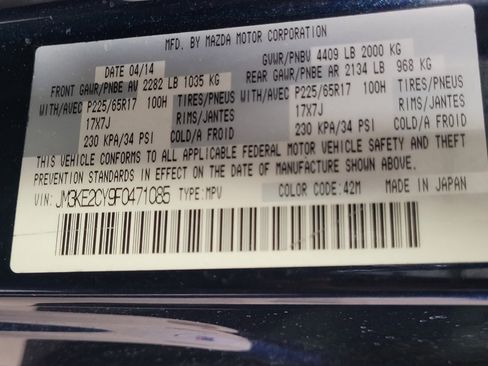 MFD. BY MAZDA MOTOR CORPORATION
DATE 04/14 GVWR/PNBV 4409 LB 2000 KG
FRONT GAWR/PNBE AV 2282 LB 1035 KG REAR GAWR/PNBE AR 2134 LB 968 KG
WITH/AVEC P225/65R17 100H TIRES/PNEUS WITH/AVEC P225/65R17 100H TIRES/PNEUS
17X7J RIMS/JANTES 17X7J RIMS/JANTES
230 KPA/34 PSI COLD/A FROID 230 KPA/34 PSI COLD/A FROID
THIS VEHICLE CONFORMS TO ALL APPLICABLE FEDERAL MOTOR VEHICLE SAFETY AND THEFT
PREVENTION STANDARDS IN EFFECT ON THE DATE OF MANUFACTURE SHOWN ABOVE.
VIN: JM3KE2CY9F0471085 TYPE:MPV COLOR CODE:42M MADE IN JAPAN